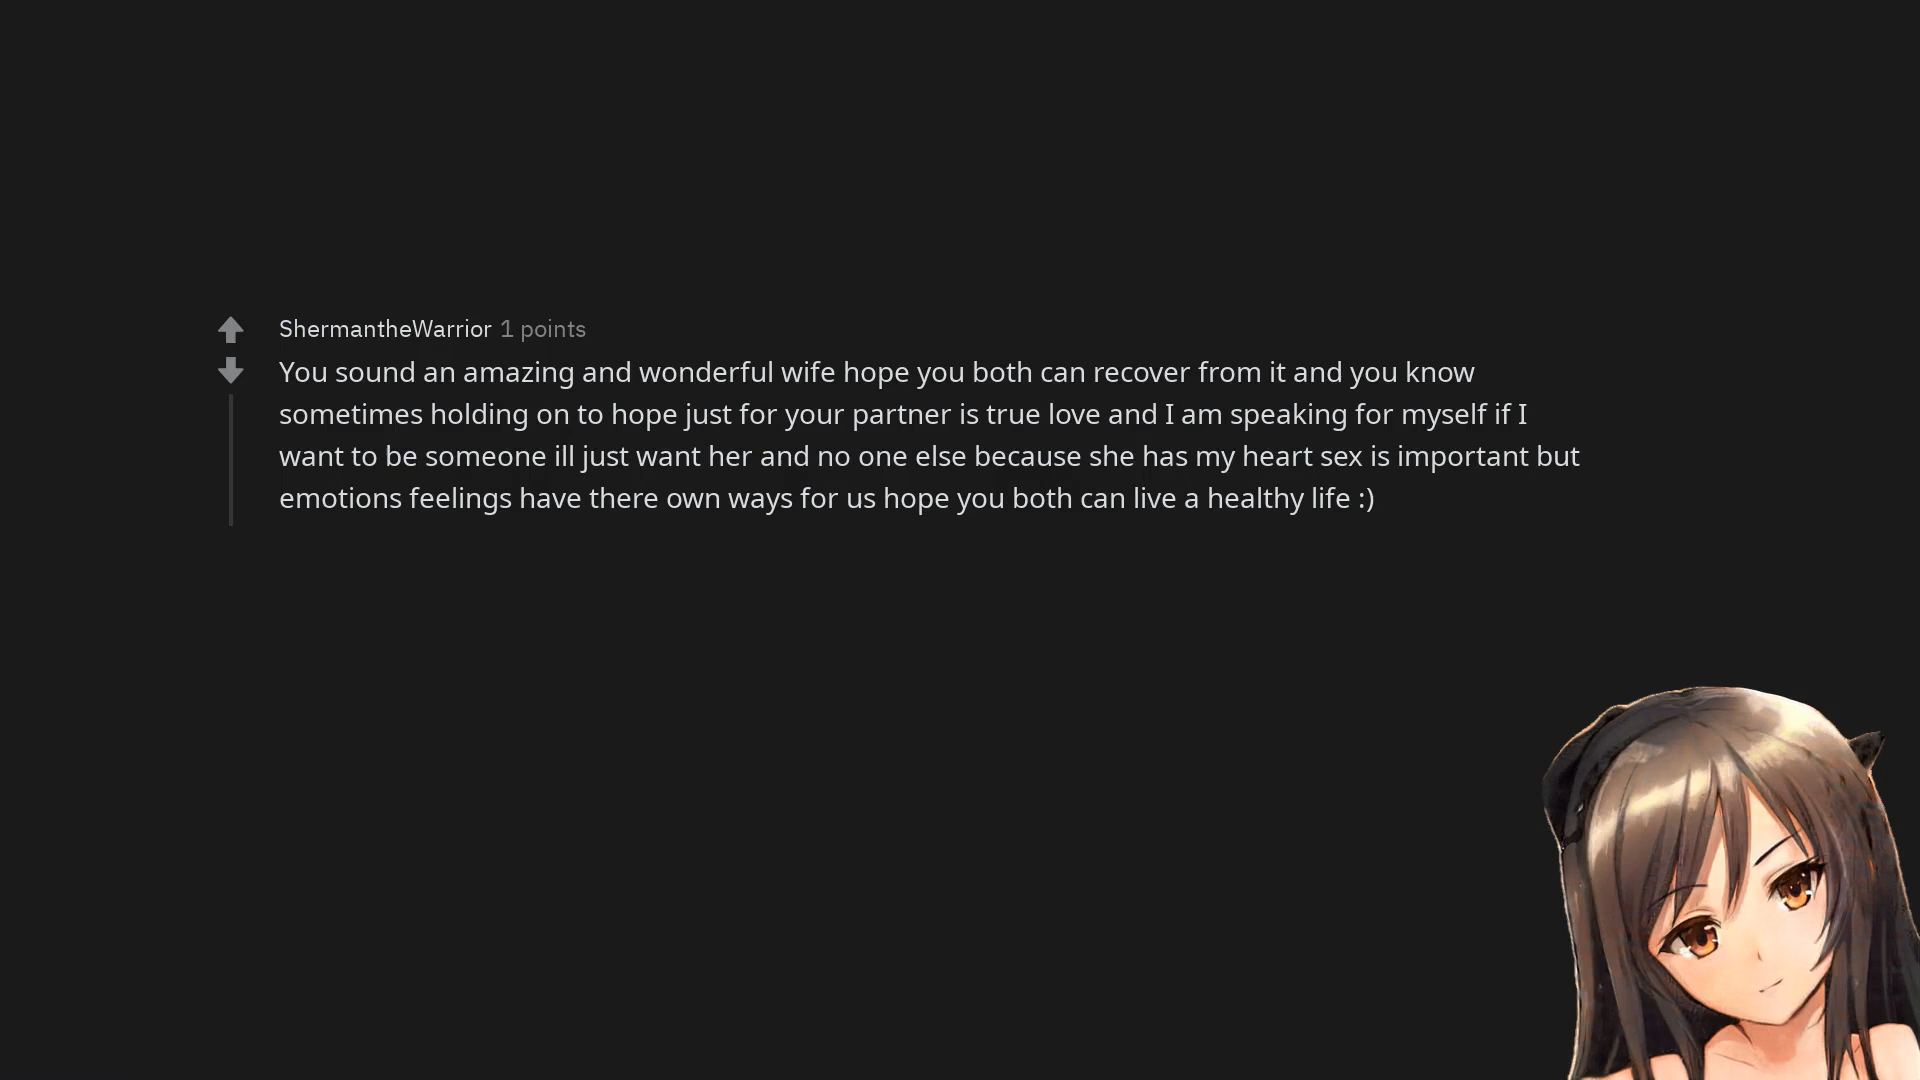 ShermantheWarrior 1 points
You sound an amazing and wonderful wife hope you both can recover from it and you know
sometimes holding on to hope just for your partner is true love and I am speaking for myself if I
want to be someone ill just want her and no one else because she has my heart sex is important but
emotions feelings have there own ways for us hope you both can live a healthy life :)